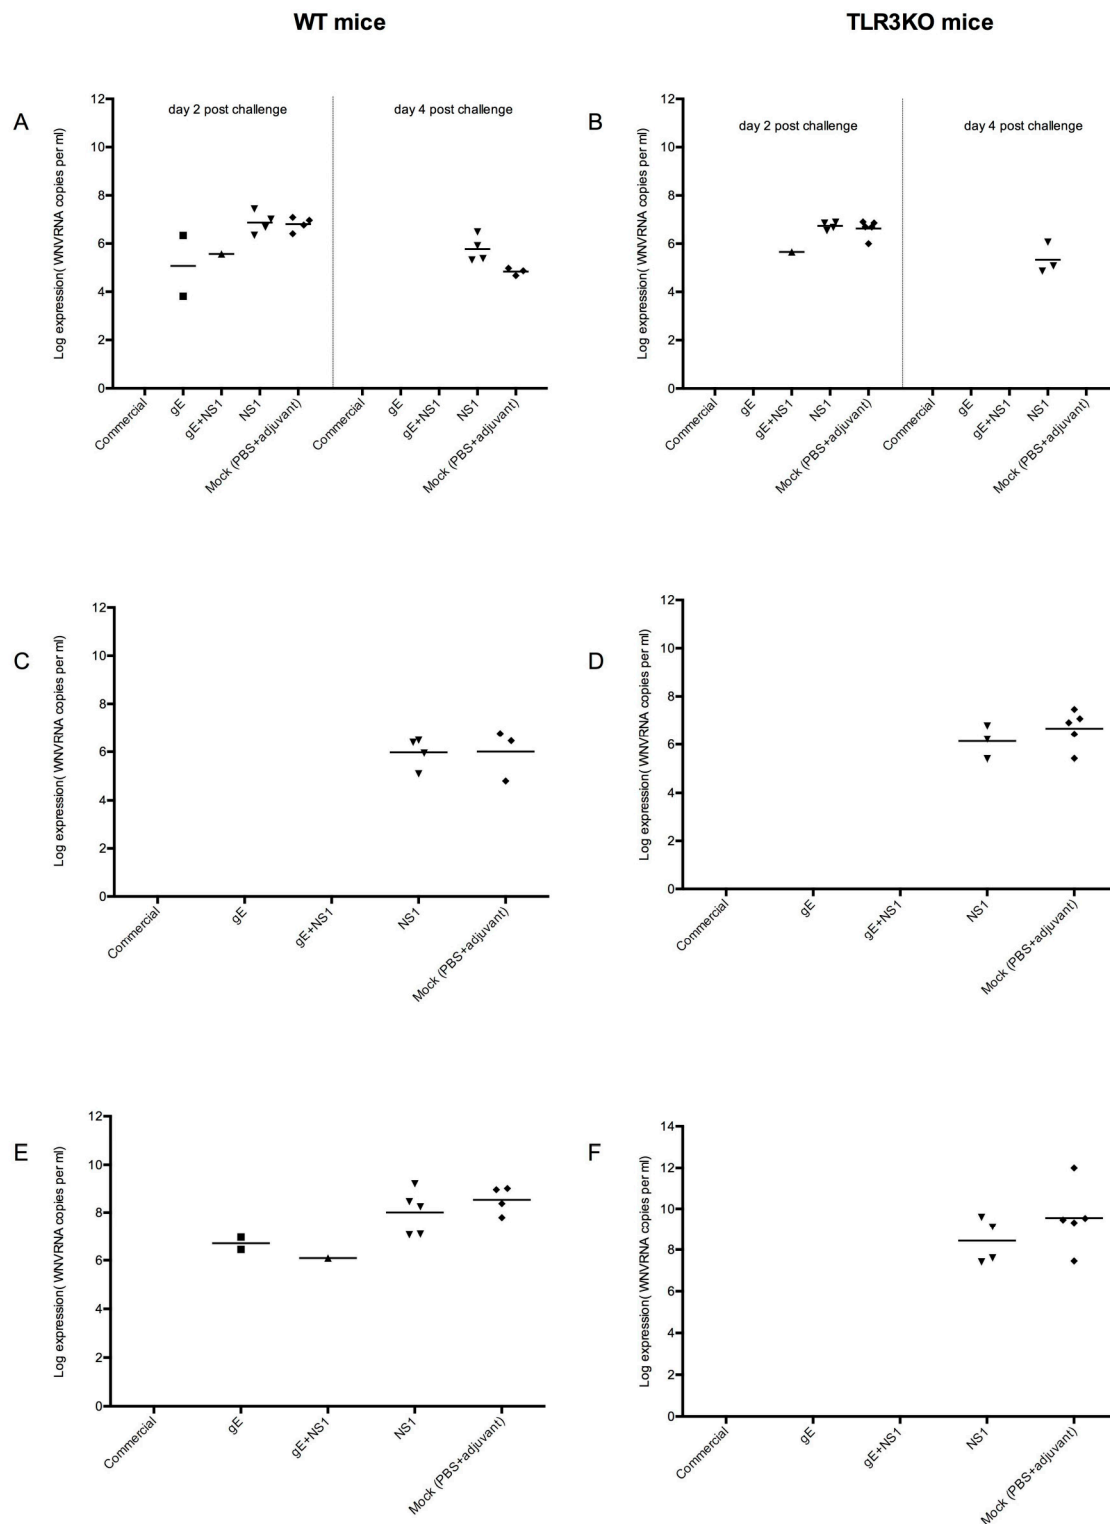 WT mice
TLR3KO mice
A
Log expression( WNVRNA copies per ml)
12
10
8
6
4
2
0
day 2 post challenge
day 4 post challenge
Commercial
gE
gE+NS1
NS1
Mock (PBS+adjuvant)
Commercial
gE
gE+NS1
NS1
Mock (PBS+adjuvant)
B
Log expression( WNVRNA copies per ml)
12
10
8
6
4
2
0
day 2 post challenge
day 4 post challenge
Commercial
gE
gE+NS1
NS1
Mock (PBS+adjuvant)
Commercial
gE
gE+NS1
NS1
Mock (PBS+adjuvant)
C
Log expression( WNVRNA copies per ml)
12
10
8
6
4
2
0
Commercial
gE
gE+NS1
NS1
Mock (PBS+adjuvant)
D
Log expression( WNVRNA copies per ml)
12
10
8
6
4
2
0
Commercial
gE
gE+NS1
NS1
Mock (PBS+adjuvant)
E
Log expression( WNVRNA copies per ml)
12
10
8
6
4
2
0
Commercial
gE
gE+NS1
NS1
Mock (PBS+adjuvant)
F
Log expression( WNVRNA copies per ml)
14
12
10
8
6
4
2
0
Commercial
gE
gE+NS1
NS1
Mock (PBS+adjuvant)